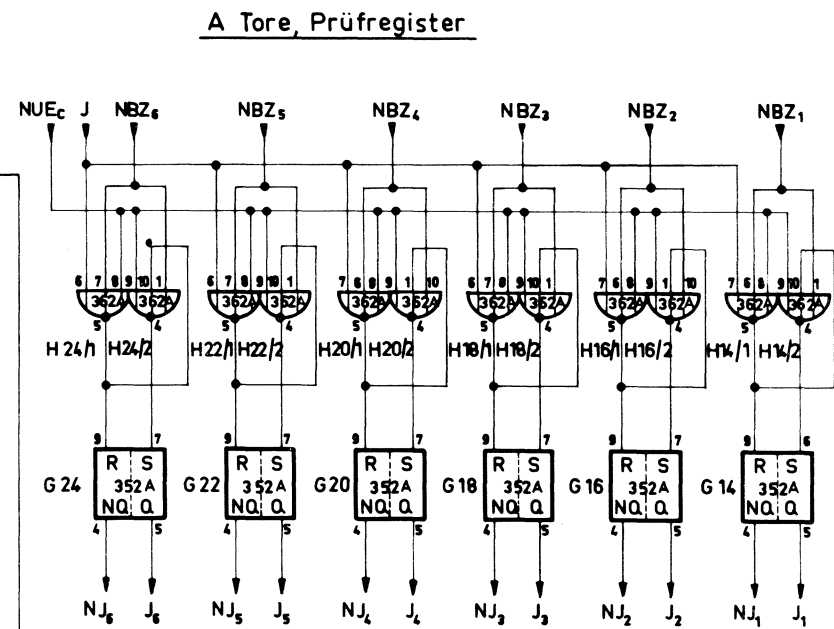 A Tore, Prüfregister
NUEc J NBZ6 NBZ5 NBZ4 NBZ3 NBZ2 NBZ1
6 7 8 9 10 1 6 7 8 9 10 1 7 6 8 9 1 10 6 7 8 9 10 1 7 6 8 9 1 10 7 6 8 9 10 1
362A 362A 362A 352A 362A 362A 362A 362A 362A 362A 362A 362A
5 4 5 4 5 4 5 4 5 4 5 4
H24/1 H24/2 H22/1 H22/2 H20/1 H20/2 H18/1 H18/2 H16/1 H16/2 H14/1 H14/2
9 7 9 7 9 7 9 7 9 7 9 6
R S R S R S R S R S R S
G24 352A G22 352A G20 352A G18 352A G16 352A G14 352A
NQ Q NQ Q NQ Q NQ Q NQ Q NQ Q
4 5 4 5 4 5 4 5 4 5 4 5
NJ6 J6 NJ5 J5 NJ4 J4 NJ3 J3 NJ2 J2 NJ1 J1